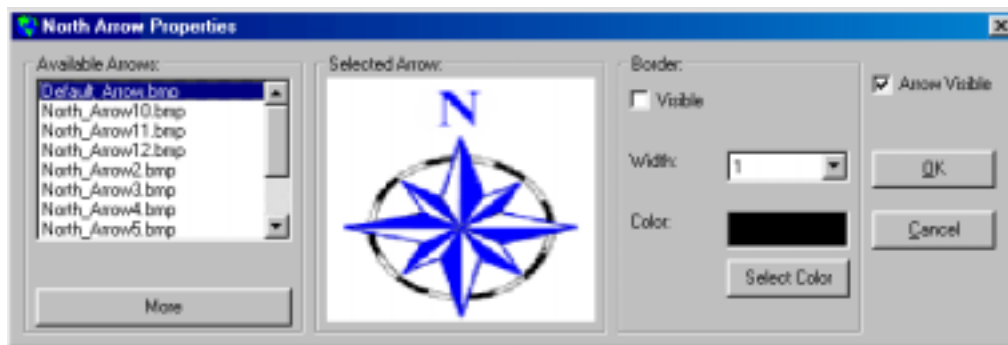 North Arrow Properties
Available Arrows:
Default_Arrow.bmp
North_Arrow10.bmp
North_Arrow11.bmp
North_Arrow12.bmp
North_Arrow2.bmp
North_Arrow3.bmp
North_Arrow4.bmp
North_Arrow5.bmp
More
Selected Arrow:
N
Border:
Visible
Width:
1
Color:
Select Color
Arrow Visible
OK
Cancel